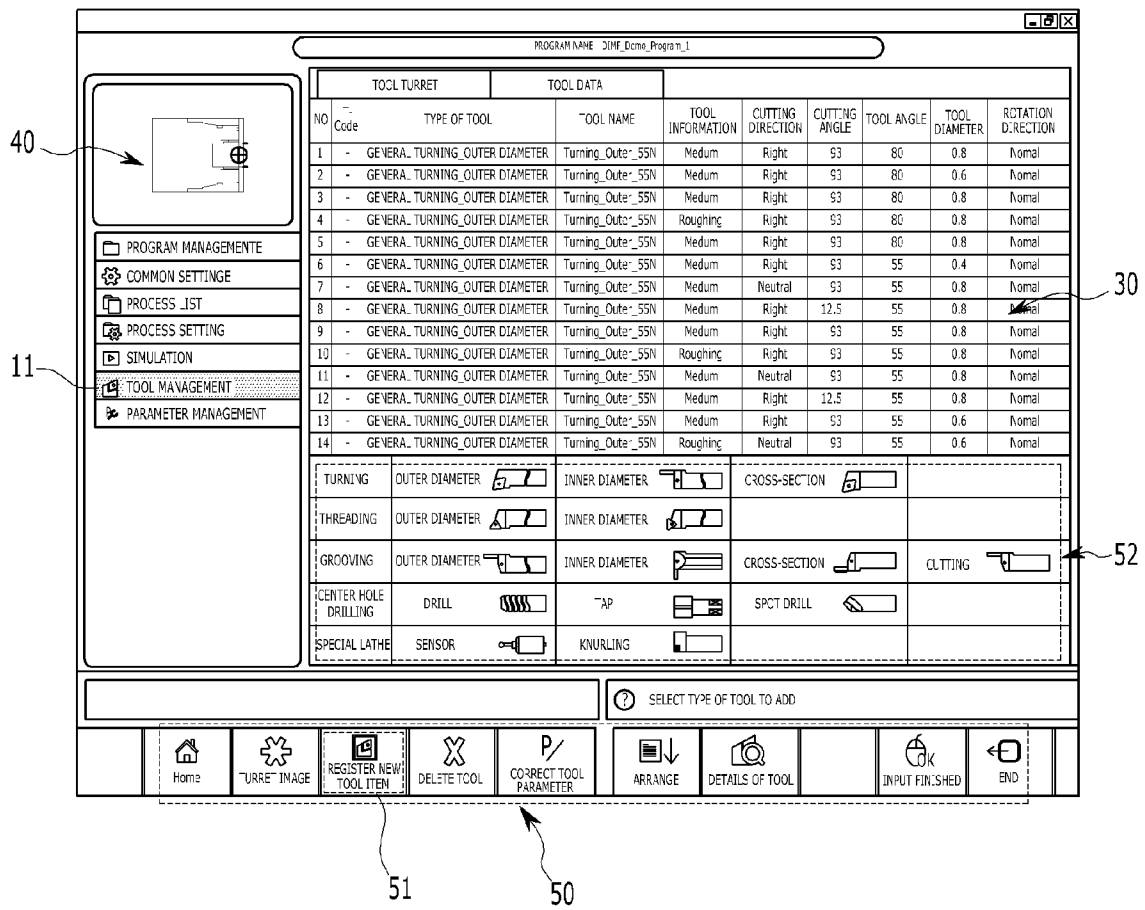 PROGRAM NAME DIMF_Demo_Program_1
TOOL TURRET TOOL DATA
NO T-Code TYPE OF TOOL TOOL NAME TOOL INFORMATION CUTTING DIRECTION CUTTING ANGLE TOOL ANGLE TOOL DIAMETER ROTATION DIRECTION
1 - GENERAL TURNING_OUTER DIAMETER Turning_Outer_55N Medum Right 93 80 0.8 Nomal
2 - GENERAL TURNING_OUTER DIAMETER Turning_Outer_55N Medum Right 93 80 0.6 Nomal
3 - GENERAL TURNING_OUTER DIAMETER Turning_Outer_55N Medum Right 93 80 0.8 Nomal
4 - GENERAL TURNING_OUTER DIAMETER Turning_Outer_55N Roughing Right 93 80 0.8 Nomal
5 - GENERAL TURNING_OUTER DIAMETER Turning_Outer_55N Medum Right 93 80 0.8 Nomal
6 - GENERAL TURNING_OUTER DIAMETER Turning_Outer_55N Medum Right 93 55 0.4 Nomal
7 - GENERAL TURNING_OUTER DIAMETER Turning_Outer_55N Medum Neutral 93 55 0.8 Nomal
8 - GENERAL TURNING_OUTER DIAMETER Turning_Outer_55N Medum Right 12.5 55 0.8 Nomal
9 - GENERAL TURNING_OUTER DIAMETER Turning_Outer_55N Medum Right 93 55 0.8 Nomal
10 - GENERAL TURNING_OUTER DIAMETER Turning_Outer_55N Roughing Right 93 55 0.8 Nomal
11 - GENERAL TURNING_OUTER DIAMETER Turning_Outer_55N Medum Neutral 93 55 0.8 Nomal
12 - GENERAL TURNING_OUTER DIAMETER Turning_Outer_55N Medum Right 12.5 55 0.8 Nomal
13 - GENERAL TURNING_OUTER DIAMETER Turning_Outer_55N Medum Right 93 55 0.6 Nomal
14 - GENERAL TURNING_OUTER DIAMETER Turning_Outer_55N Roughing Neutral 93 55 0.6 Nomal
40
30
11
52
PROGRAM MANAGEMENTE
COMMON SETTINGE
PROCESS LIST
PROCESS SETTING
SIMULATION
TOOL MANAGEMENT
PARAMETER MANAGEMENT
TURNING OUTER DIAMETER INNER DIAMETER CROSS-SECTION
THREADING OUTER DIAMETER INNER DIAMETER
GROOVING OUTER DIAMETER INNER DIAMETER CROSS-SECTION CUTTING
CENTER HOLE DRILLING DRILL TAP SPOT DRILL
SPECIAL LATHE SENSOR KNURLING
? SELECT TYPE OF TOOL TO ADD
Home
TURRET IMAGE
REGISTER NEW
TOOL ITEM
DELETE TOOL
P/
CORRECT TOOL
PARAMETER
ARRANGE
DETAILS OF TOOL
OK
INPUT FINISHED
END
51
50